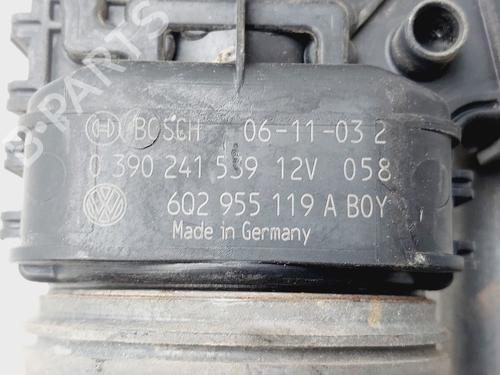 BOSCH 06-11-03 2
0 390 241 539 12V 058
6Q2 955 119 A BOY
Made in Germany
B-PARTS